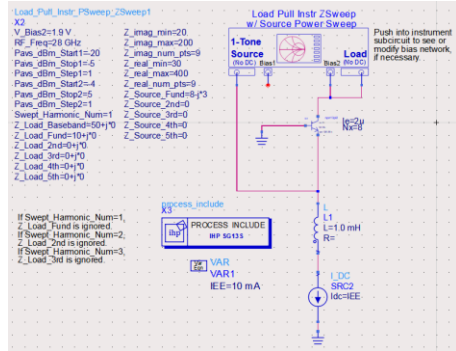 Load_Pull_Instr_PSweep_ZSweep1
X2
V_Bias2=1.9 V
RF_Freq=28 GHz
Pavs_dBm_Start1=-20
Pavs_dBm_Stop1=-5
Pavs_dBm_Step1=1
Pavs_dBm_Start2=-4
Pavs_dBm_Stop2=5
Pavs_dBm_Step2=1
Swept_Harmonic_Num=1
Z_Load_Baseband=50+j*0
Z_Load_Fund=10+j*0
Z_Load_2nd=0+j*0
Z_Load_3rd=0+j*0
Z_Load_4th=0+j*0
Z_Load_5th=0+j*0
Z_imag_min=20
Z_imag_max=200
Z_imag_num_pts=9
Z_real_min=30
Z_real_max=400
Z_real_num_pts=9
Z_Source_Fund=8-j*3
Z_Source_2nd=0
Z_Source_3rd=0
Z_Source_4th=0
Z_Source_5th=0
Load Pull Instr ZSweep
w/ Source Power Sweep
1-Tone
Source
(No DC)
Bias1
Bias2
Load
(No DC)
Push into instrument
subcircuit to see or
modify bias network,
if necessary.
le=2u
Nx=8
If Swept_Harmonic_Num=1,
Z_Load_Fund is ignored.
If Swept_Harmonic_Num=2,
Z_Load_2nd is ignored.
If Swept_Harmonic_Num=3,
Z_Load_3rd is ignored.
process_include
X3
ihp
PROCESS INCLUDE
IHP SG13S
Var
Eqn
VAR
VAR1
IEE=10 mA
L
L1
L=1.0 mH
R=
I_DC
SRC2
Idc=IEE